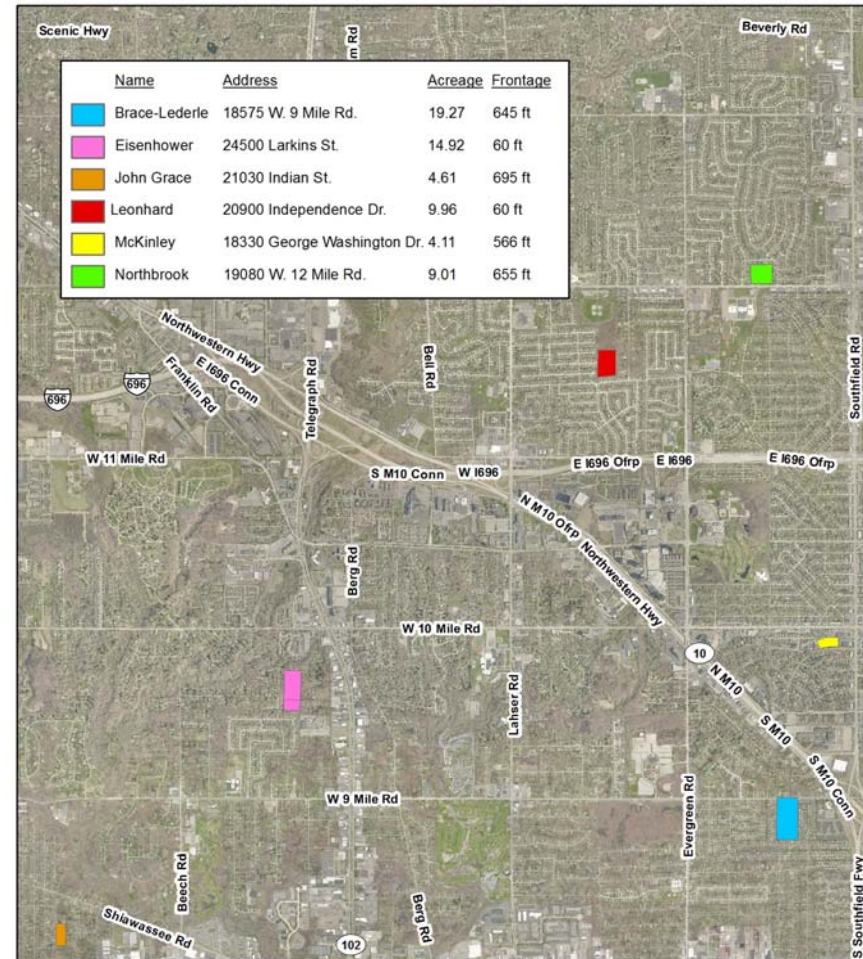 Scenic Hwy
m Rd
Beverly Rd
Name Address Acreage Frontage
Brace-Lederle 18575 W. 9 Mile Rd. 19.27 645 ft
Eisenhower 24500 Larkins St. 14.92 60 ft
John Grace 21030 Indian St. 4.61 695 ft
Leonhard 20900 Independence Dr. 9.96 60 ft
McKinley 18330 George Washington Dr. 4.11 566 ft
Northbrook 19080 W. 12 Mile Rd. 9.01 655 ft
Northwestern Hwy
E I696 Conn
Franklin Rd
Telegraph Rd
Bell Rd
Southfield Rd
696
696
W 11 Mile Rd
S M10 Conn
W I696
E I696 Ofrp
E I696
E I696 Ofrp
N M10 Ofrp
Northwestern Hwy
Berg Rd
W 10 Mile Rd
10
N M10
S M10
S M10 Conn
Lahser Rd
W 9 Mile Rd
Evergreen Rd
Beech Rd
Shiawassee Rd
102
Berg Rd
S Southfield Fwy